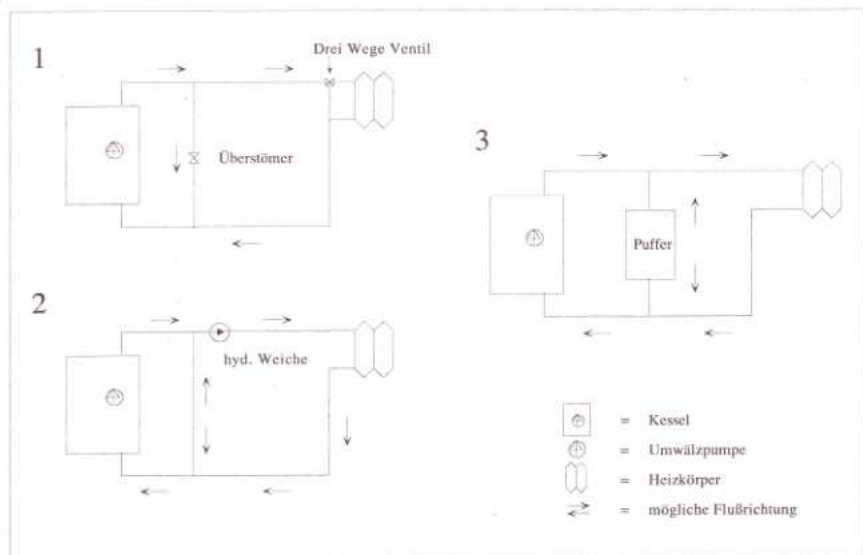 1
Drei Wege Ventil
Überstömer
2
hyd. Weiche
3
Puffer
= Kessel
= Umwälzpumpe
= Heizkörper
= mögliche Flußrichtung